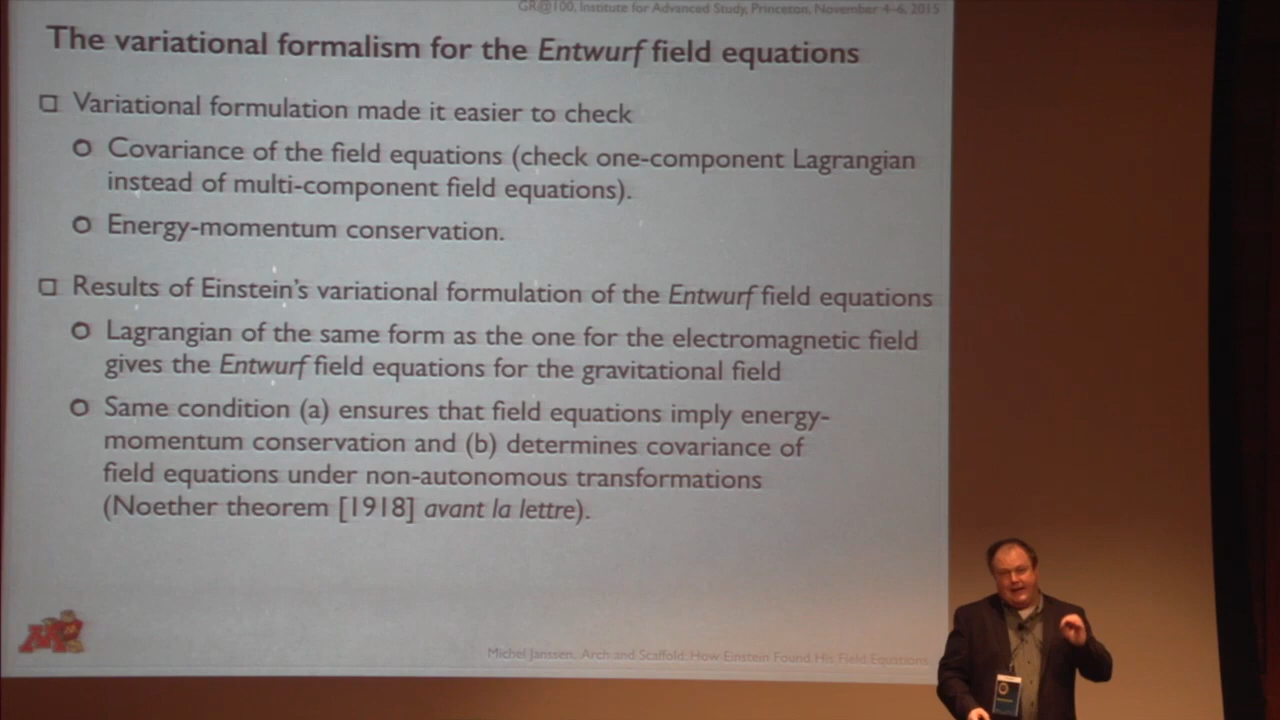 GR@100, Institute for Advanced Study, Princeton, November 4-6, 2015
The variational formalism for the Entwurf field equations
Variational formulation made it easier to check
Covariance of the field equations (check one-component Lagrangian
instead of multi-component field equations).
Energy-momentum conservation.
Results of Einstein's variational formulation of the Entwurf field equations
Lagrangian of the same form as the one for the electromagnetic field
gives the Entwurf field equations for the gravitational field
Same condition (a) ensures that field equations imply energy-
momentum conservation and (b) determines covariance of
field equations under non-autonomous transformations
(Noether theorem [1918] avant la lettre).
M
Michel Janssen, Arch and Scaffold: How Einstein Found His Field Equations